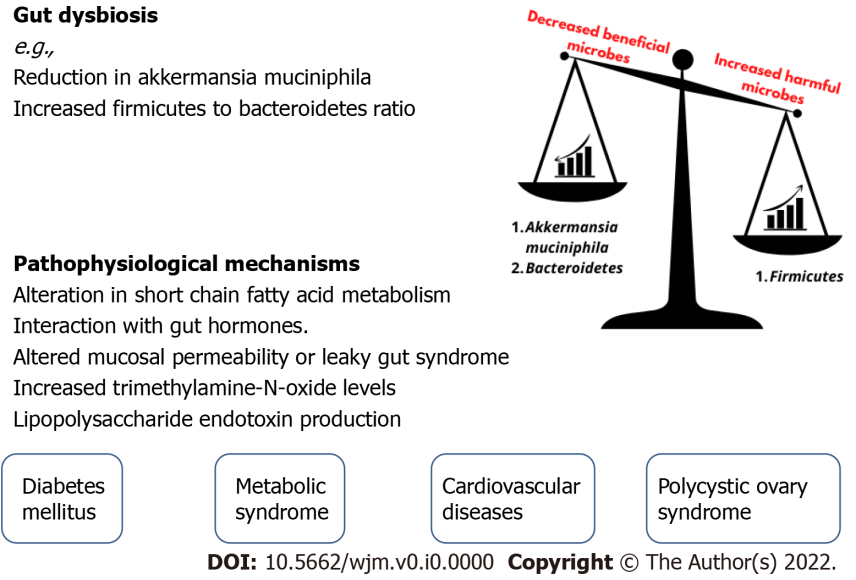 Gut dysbiosis
e.g.,
Reduction in akkermansia muciniphila
Increased firmicutes to bacteroidetes ratio
Decreased beneficial
microbes
Increased harmful
microbes
1. Akkermansia
muciniphila
2. Bacteroidetes
1. Firmicutes
Pathophysiological mechanisms
Alteration in short chain fatty acid metabolism
Interaction with gut hormones.
Altered mucosal permeability or leaky gut syndrome
Increased trimethylamine-N-oxide levels
Lipopolysaccharide endotoxin production
Diabetes
mellitus
Metabolic
syndrome
Cardiovascular
diseases
Polycystic ovary
syndrome
DOI: 10.5662/wjm.v0.i0.0000 Copyright © The Author(s) 2022.